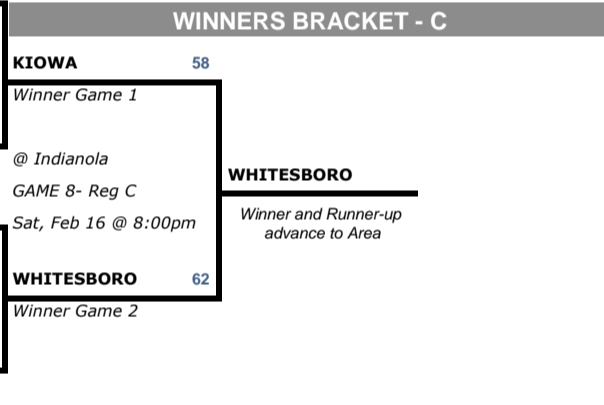 WINNERS BRACKET - C
KIOWA 58
Winner Game 1
@ Indianola
GAME 8- Reg C
Sat, Feb 16 @ 8:00pm
WHITESBORO
Winner and Runner-up
advance to Area
WHITESBORO 62
Winner Game 2